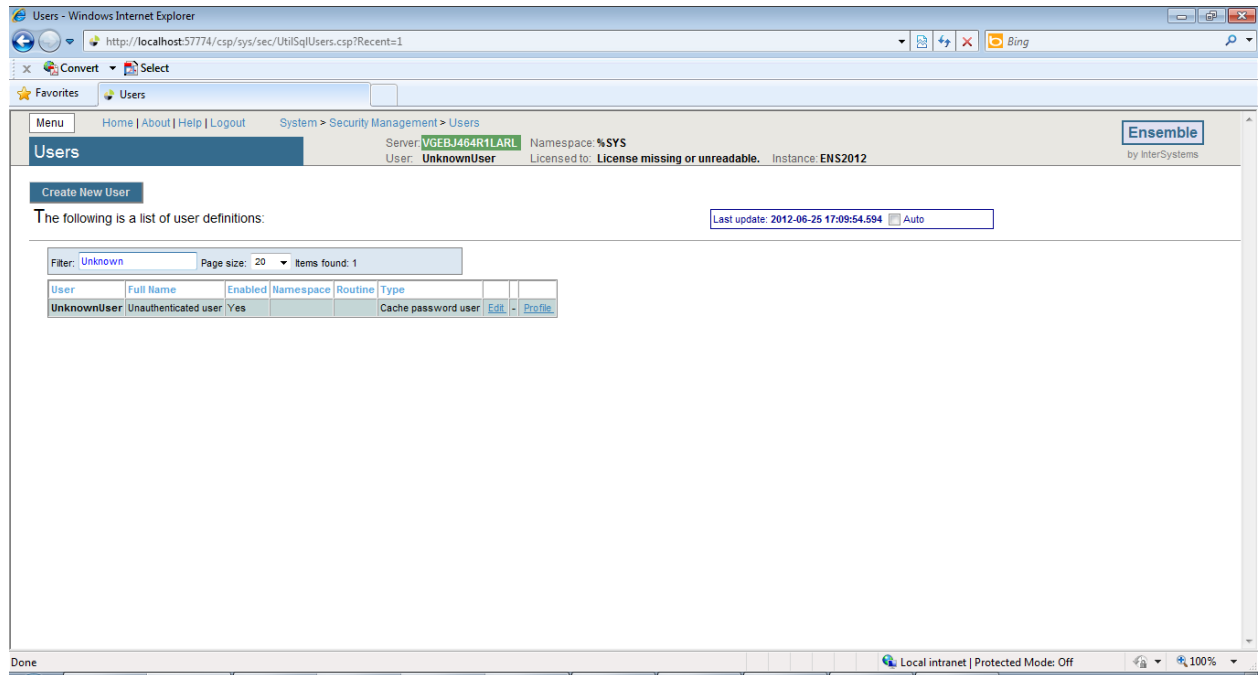 Users - Windows Internet Explorer
http://localhost:57774/csp/sys/sec/UtilSqlUsers.csp?Recent=1
Bing
x Convert Select
Favorites Users
Menu Home | About | Help | Logout System > Security Management > Users
Users
Server: VGEBJ464R1LARL Namespace: %SYS
User: UnknownUser Licensed to: License missing or unreadable. Instance: ENS2012
Ensemble
by InterSystems
Create New User
The following is a list of user definitions:
Last update: 2012-06-25 17:09:54.594 Auto
Filter: Unknown Page size: 20 Items found: 1
User Full Name Enabled Namespace Routine Type
UnknownUser Unauthenticated user Yes Cache password user Edit - Profile
Done Local intranet | Protected Mode: Off 100%